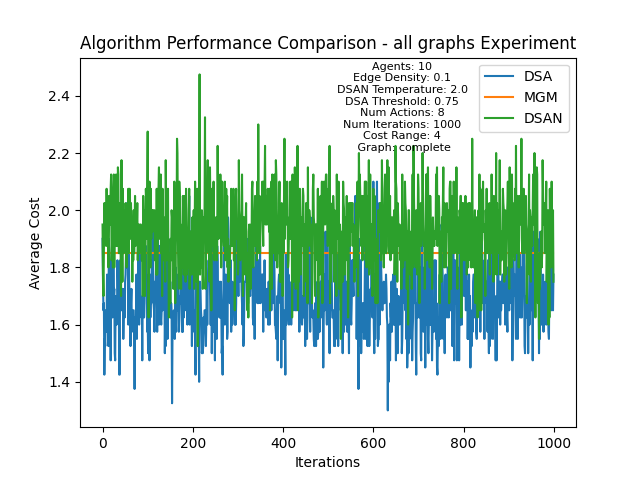 Algorithm Performance Comparison - all graphs Experiment
Agents: 10
Edge Density: 0.1
DSAN Temperature: 2.0
DSA Threshold: 0.75
Num Actions: 8
Num Iterations: 1000
Cost Range: 4
Graph: complete
DSA
MGM
DSAN
Average Cost
2.4
2.2
2.0
1.8
1.6
1.4
0
200
400
600
800
1000
Iterations